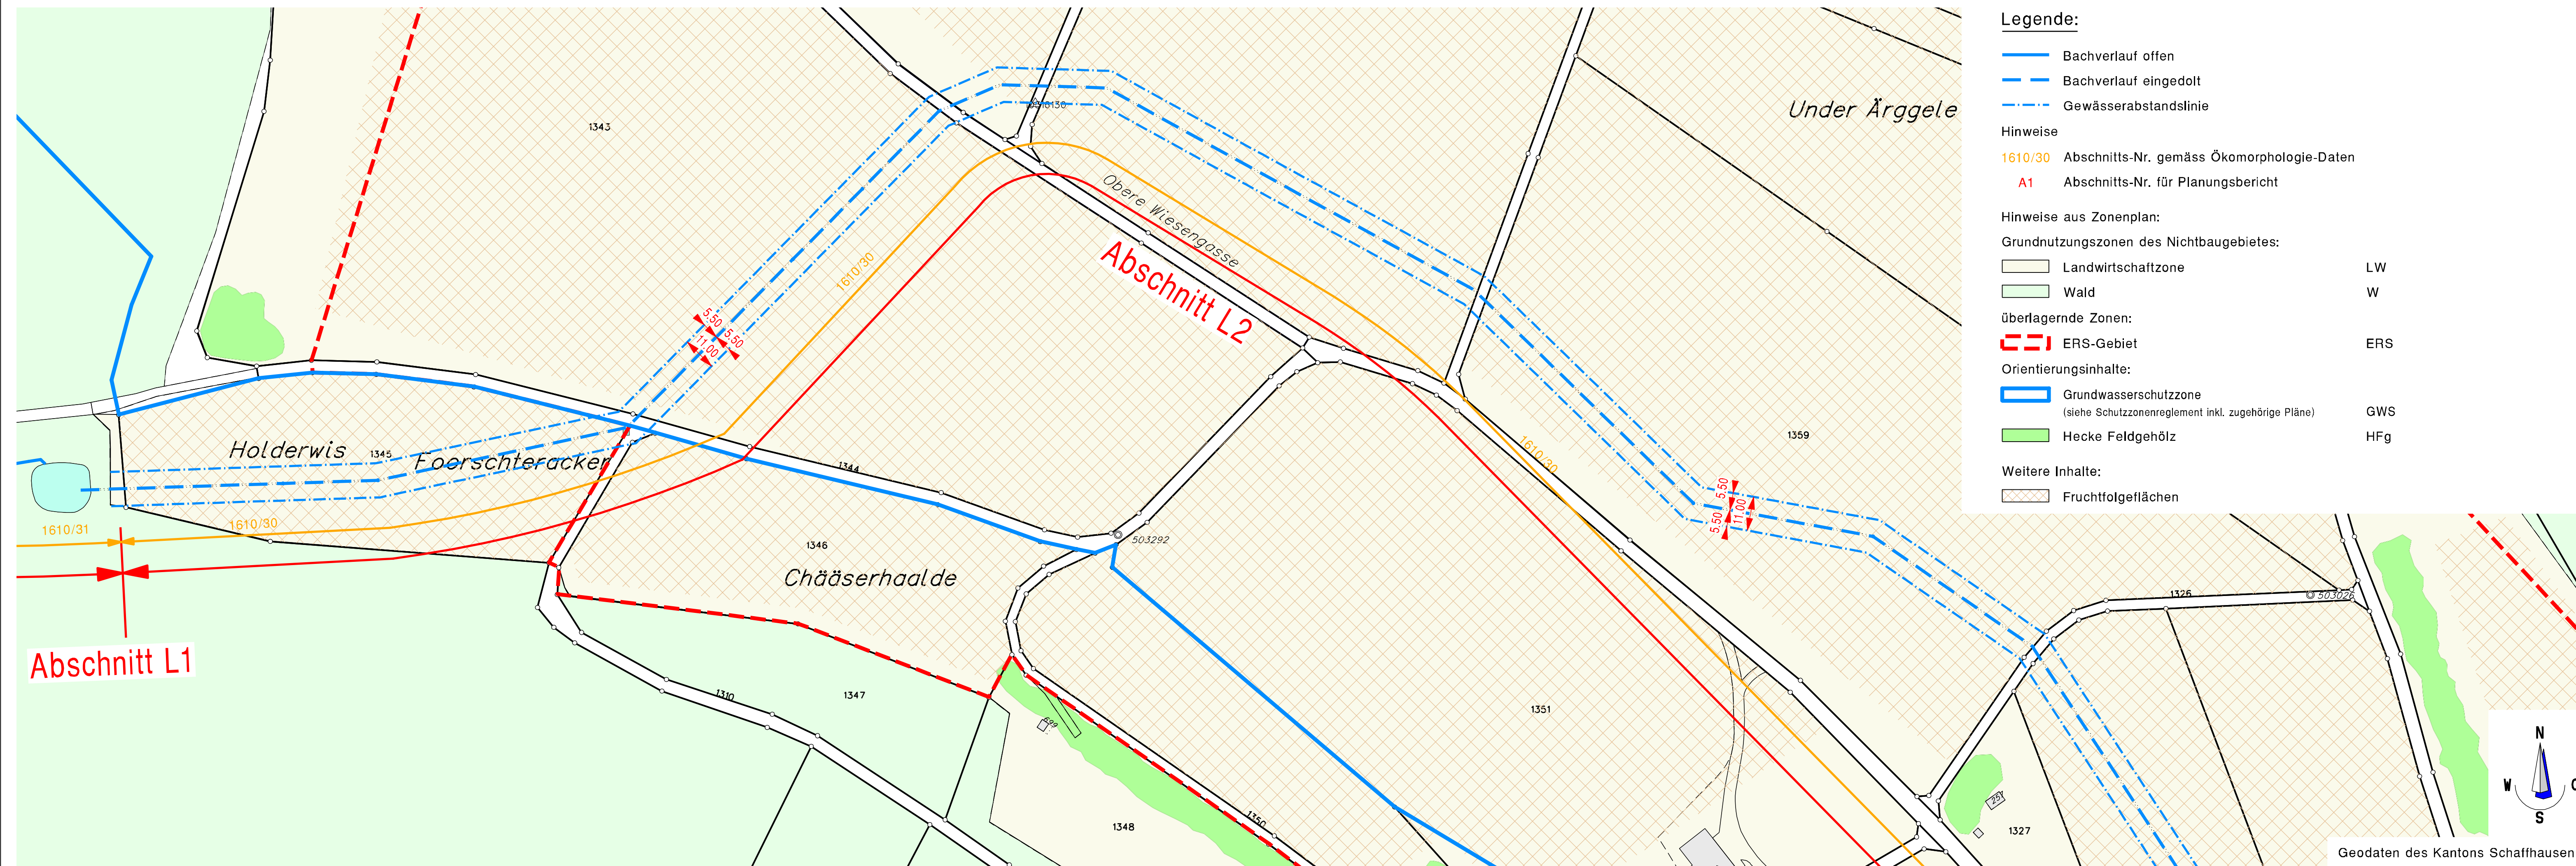 Legende:
Bachverlauf offen
Bachverlauf eingedolt
Gewässerabstandslinie
Hinweise
1610/30 Abschnitts-Nr. gemäss Ökomorphologie-Daten
A1 Abschnitts-Nr. für Planungsbericht
Hinweise aus Zonenplan:
Grundnutzungszonen des Nichtbaugebietes:
Landwirtschaftzone LW
Wald W
überlagernde Zonen:
ERS-Gebiet ERS
Orientierungsinhalte:
Grundwasserschutzzone
(siehe Schutzzonenreglement inkl. zugehörige Pläne) GWS
Hecke Feldgehölz HFg
Weitere Inhalte:
Fruchtfolgeflächen
1343
Under Ärggele
Obere Wiesengasse
1610/30
Abschnitt L2
5.50
5.50
11.00
Holderwis
1345
Foorschteracker
1344
1359
1610/30
5.50
5.50
11.00
1610/31
1610/30
503292
1346
Chääserhaalde
1326
503026
Abschnitt L1
1310
1347
699
1351
1348
1350
257
1327
N
W
O
S
Geodaten des Kantons Schaffhausen